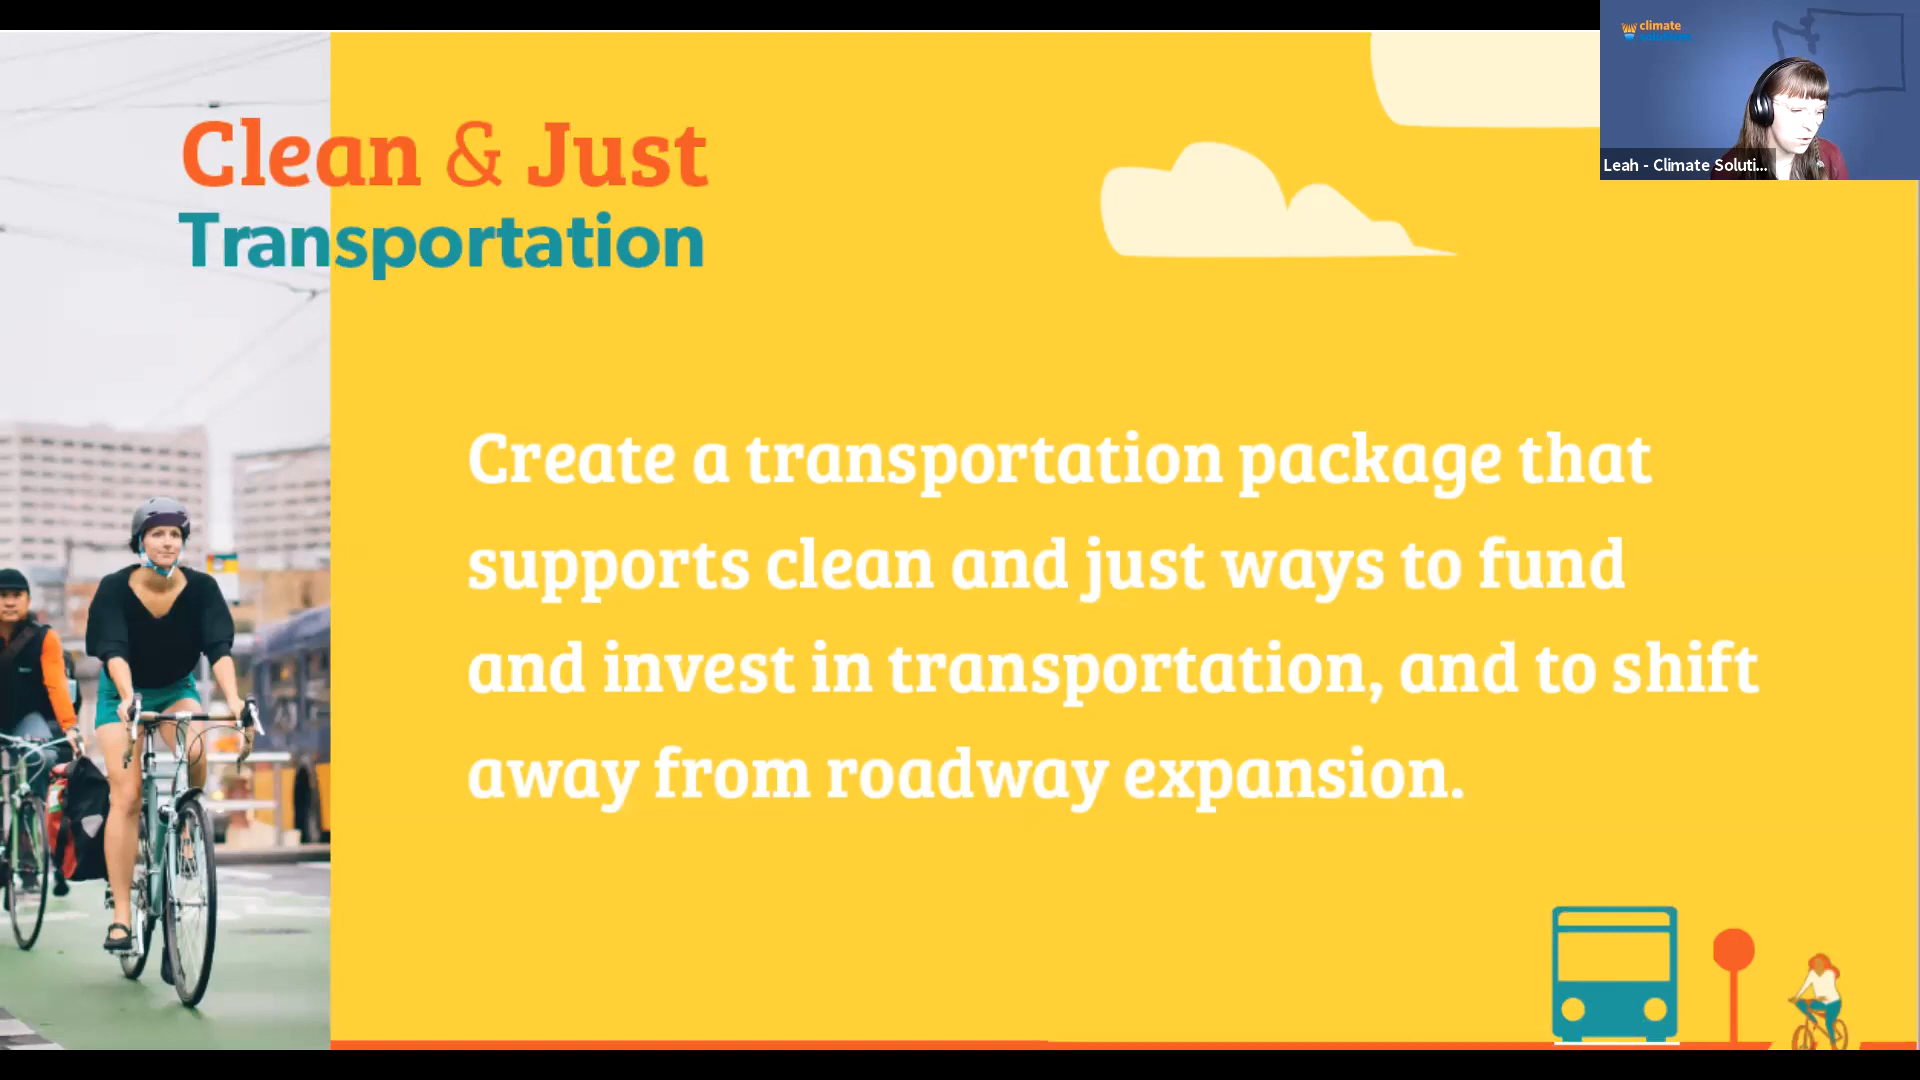 Clean & Just
Transportation
climate
solutions
Leah - Climate Soluti...
Create a transportation package that
supports clean and just ways to fund
and invest in transportation, and to shift
away from roadway expansion.